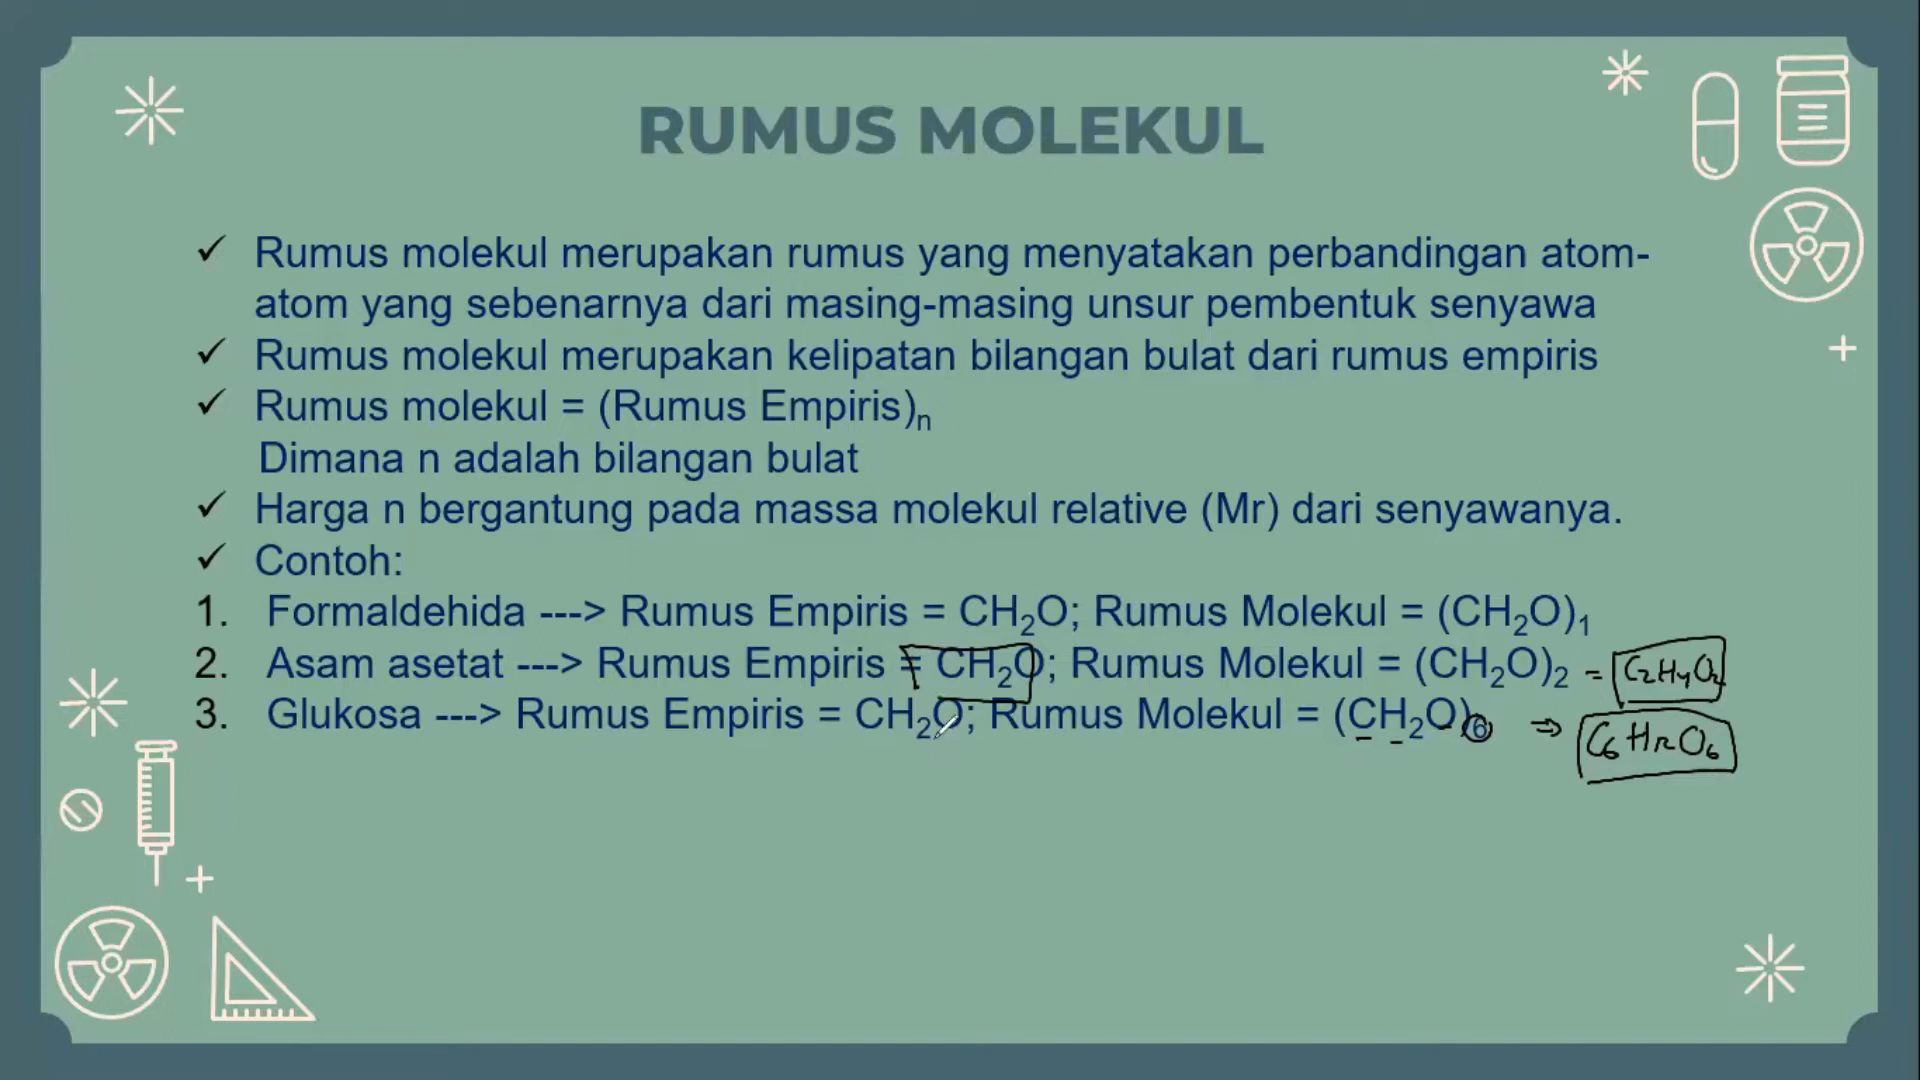 RUMUS MOLEKUL
✓ Rumus molekul merupakan rumus yang menyatakan perbandingan atom-
atom yang sebenarnya dari masing-masing unsur pembentuk senyawa
✓ Rumus molekul merupakan kelipatan bilangan bulat dari rumus empiris
✓ Rumus molekul = (Rumus Empiris)ₙ
Dimana n adalah bilangan bulat
✓ Harga n bergantung pada massa molekul relative (Mr) dari senyawanya.
✓ Contoh:
1. Formaldehida ---> Rumus Empiris = CH₂O; Rumus Molekul = (CH₂O)₁
2. Asam asetat ---> Rumus Empiris = CH₂O; Rumus Molekul = (CH₂O)₂ = C₂H₄O₂
3. Glukosa ---> Rumus Empiris = CH₂O; Rumus Molekul = (CH₂O)₆ ⇒ C₆H₁₂O₆